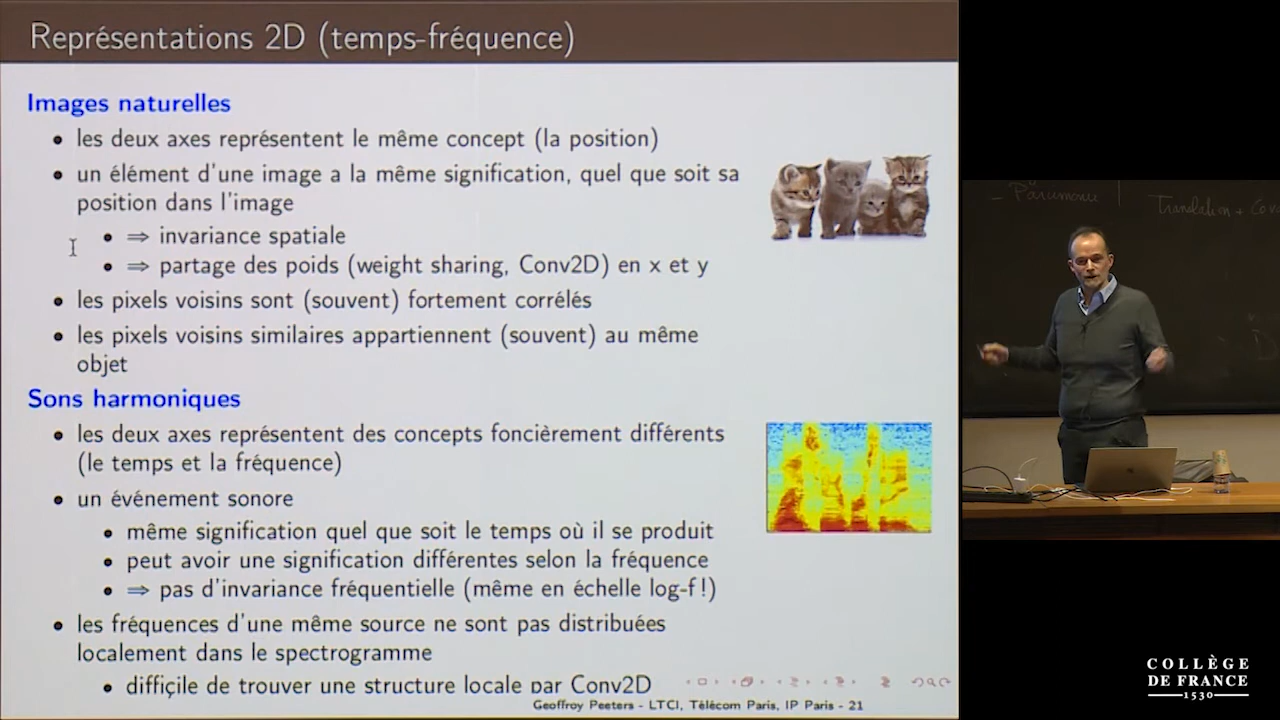 Représentations 2D (temps-fréquence)
Images naturelles
les deux axes représentent le même concept (la position)
un élément d'une image a la même signification, quel que soit sa
position dans l'image
⇒ invariance spatiale
⇒ partage des poids (weight sharing, Conv2D) en x et y
les pixels voisins sont (souvent) fortement corrélés
les pixels voisins similaires appartiennent (souvent) au même
objet
Sons harmoniques
les deux axes représentent des concepts foncièrement différents
(le temps et la fréquence)
un événement sonore
même signification quel que soit le temps où il se produit
peut avoir une signification différentes selon la fréquence
⇒ pas d'invariance fréquentielle (même en échelle log-f !)
les fréquences d'une même source ne sont pas distribuées
localement dans le spectrogramme
difficile de trouver une structure locale par Conv2D
Geoffroy Peeters - LTCI, Télécom Paris, IP Paris - 21
Translation +
COLLÈGE
DE FRANCE
1530